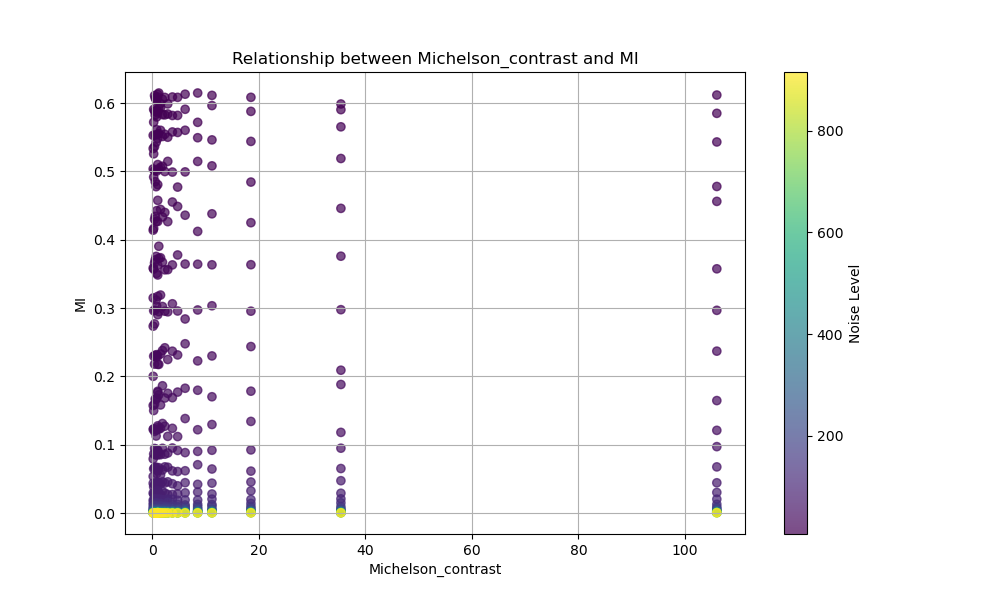 Relationship between Michelson_contrast and MI
0.6
0.5
0.4
0.3
0.2
0.1
0.0
MI
0 20 40 60 80 100
Michelson_contrast
800
600
400
200
Noise Level